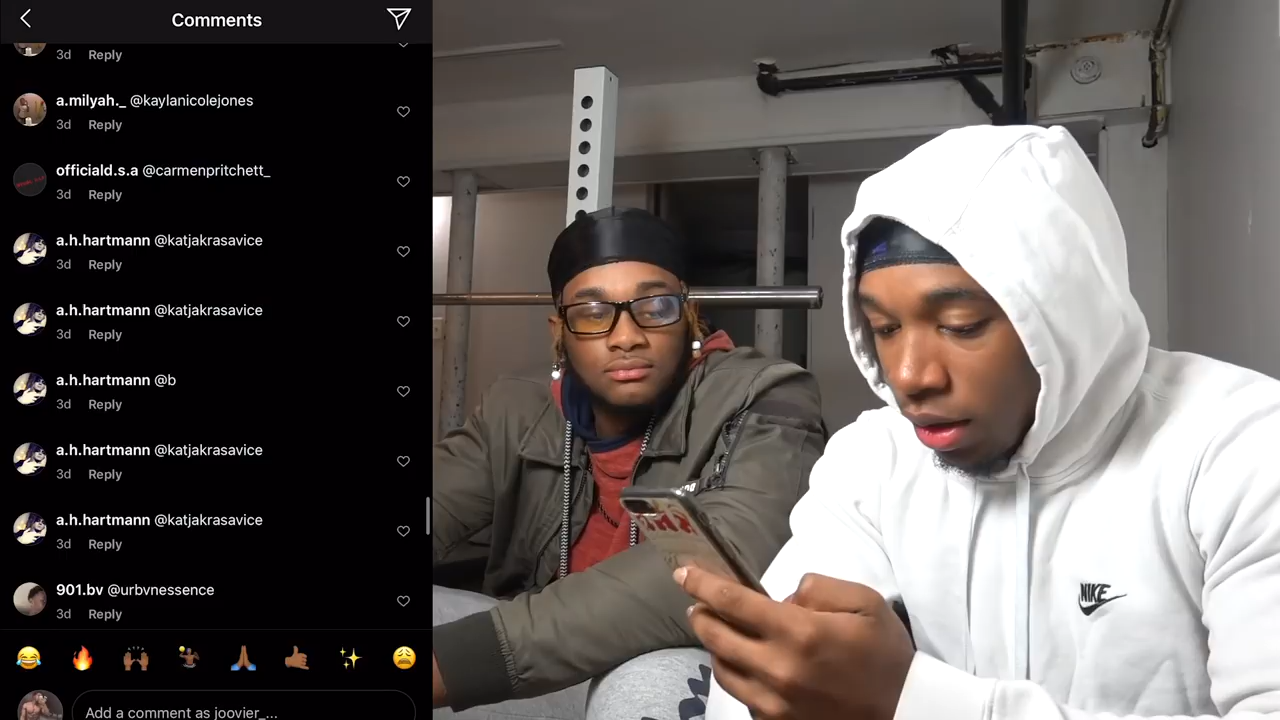 Comments
3d Reply
a.milyah._ @kaylanicolejones
3d Reply
officiald.s.a @carmenpritchett_
3d Reply
a.h.hartmann @katjakrasavice
3d Reply
a.h.hartmann @katjakrasavice
3d Reply
a.h.hartmann @b
3d Reply
a.h.hartmann @katjakrasavice
3d Reply
a.h.hartmann @katjakrasavice
3d Reply
901.bv @urbvnessence
3d Reply
Add a comment as joovier_...
NIKE